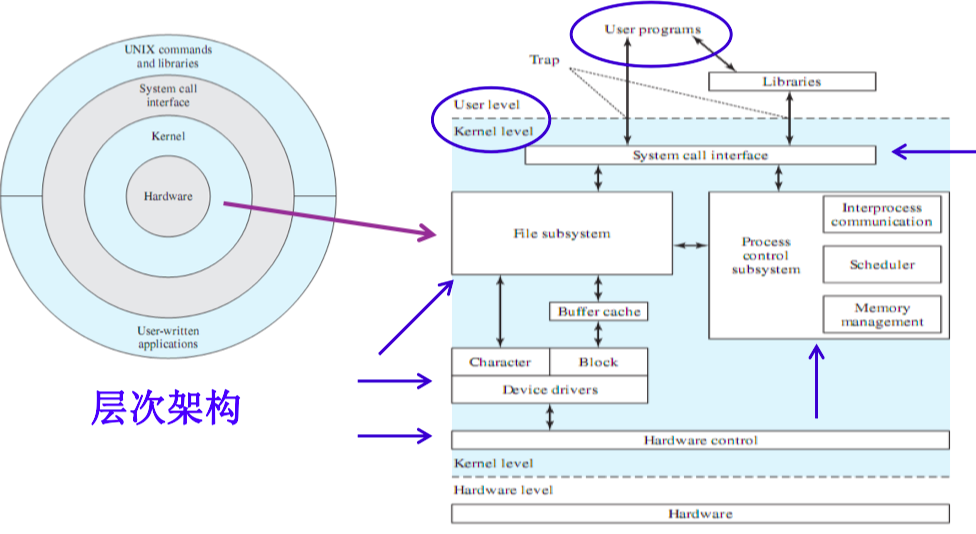 UNIX commands
and libraries
System call
interface
Kernel
Hardware
User-written
applications
层次架构
User programs
Trap
Libraries
User level
Kernel level
System call interface
File subsystem
Process
control
subsystem
Interprocess
communication
Scheduler
Memory
management
Buffer cache
Character
Block
Device drivers
Hardware control
Kernel level
Hardware level
Hardware